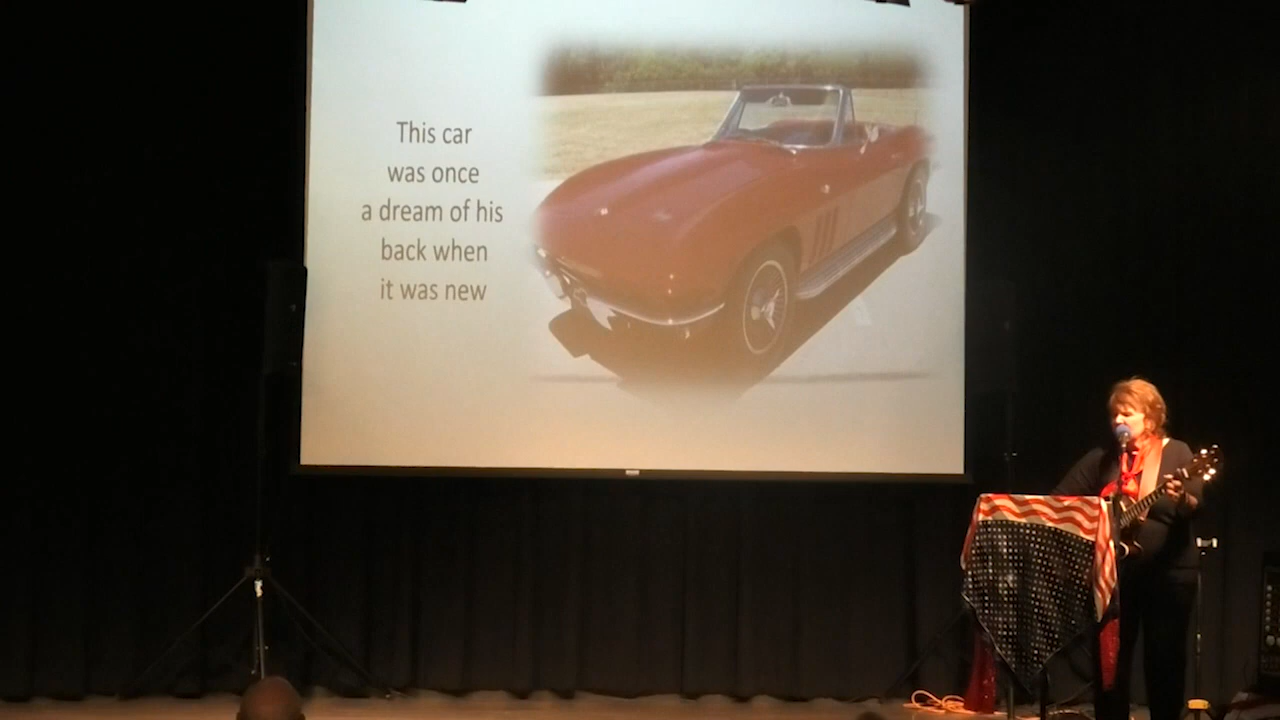 This car
was once
a dream of his
back when
it was new